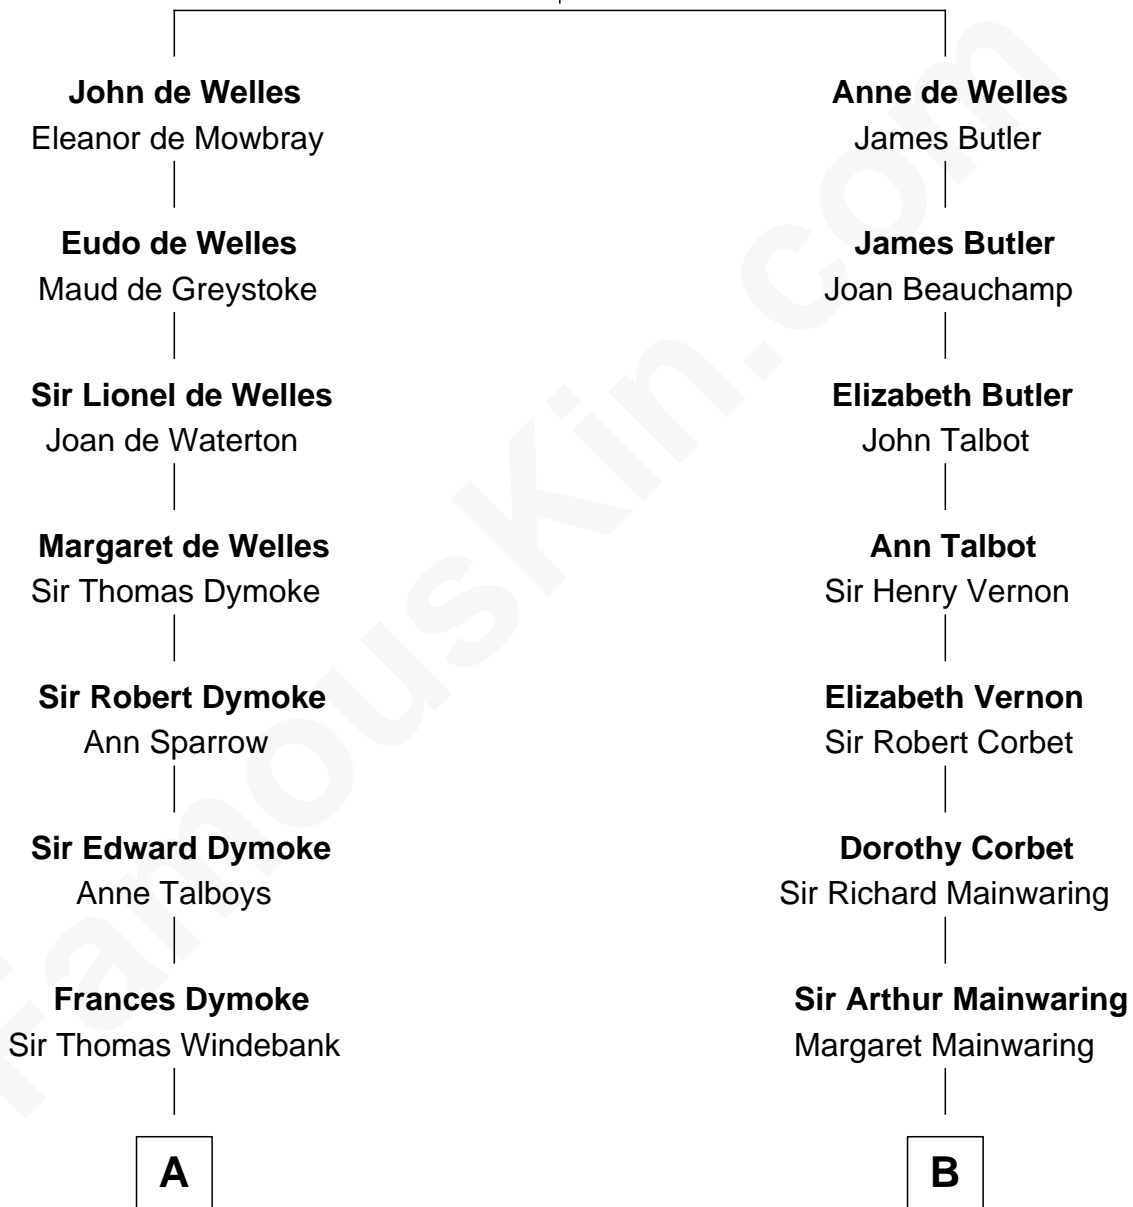 John de Welles
Eleanor de Mowbray
Eudo de Welles
Maud de Greystoke
Sir Lionel de Welles
Joan de Waterton
Margaret de Welles
Sir Thomas Dymoke
Sir Robert Dymoke
Ann Sparrow
Sir Edward Dymoke
Anne Talboys
Frances Dymoke
Sir Thomas Windebank
A
Anne de Welles
James Butler
James Butler
Joan Beauchamp
Elizabeth Butler
John Talbot
Ann Talbot
Sir Henry Vernon
Elizabeth Vernon
Sir Robert Corbet
Dorothy Corbet
Sir Richard Mainwaring
Sir Arthur Mainwaring
Margaret Mainwaring
B
FamousKin.com